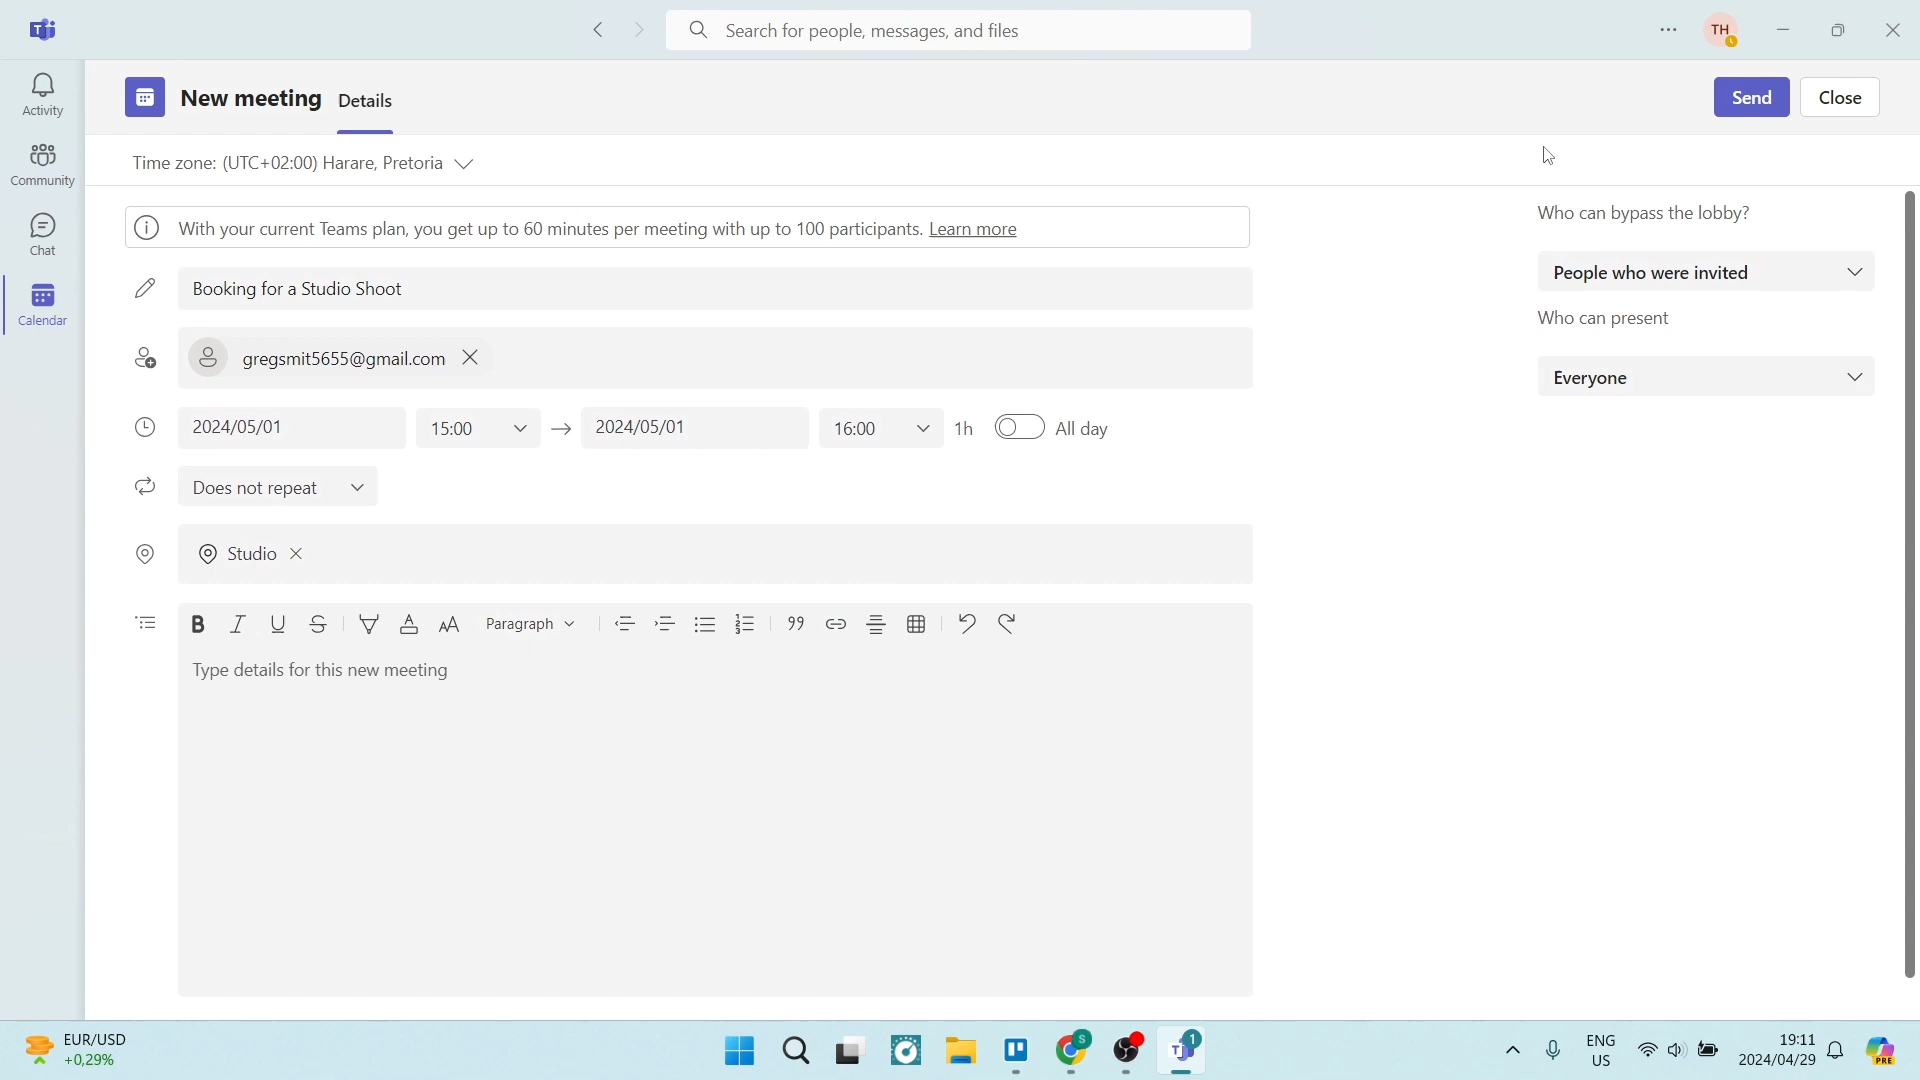 Search for people, messages, and files
TH
Activity
Community
Chat
Calendar
New meeting
Details
Send
Close
Time zone: (UTC+02:00) Harare, Pretoria
With your current Teams plan, you get up to 60 minutes per meeting with up to 100 participants. Learn more
Booking for a Studio Shoot
gregsmit5655@gmail.com
2024/05/01
15:00
2024/05/01
16:00
1h
All day
Does not repeat
Studio
Paragraph
Type details for this new meeting
Who can bypass the lobby?
People who were invited
Who can present
Everyone
EUR/USD
+0,29%
S
1
ENG
US
19:11
2024/04/29
PRE